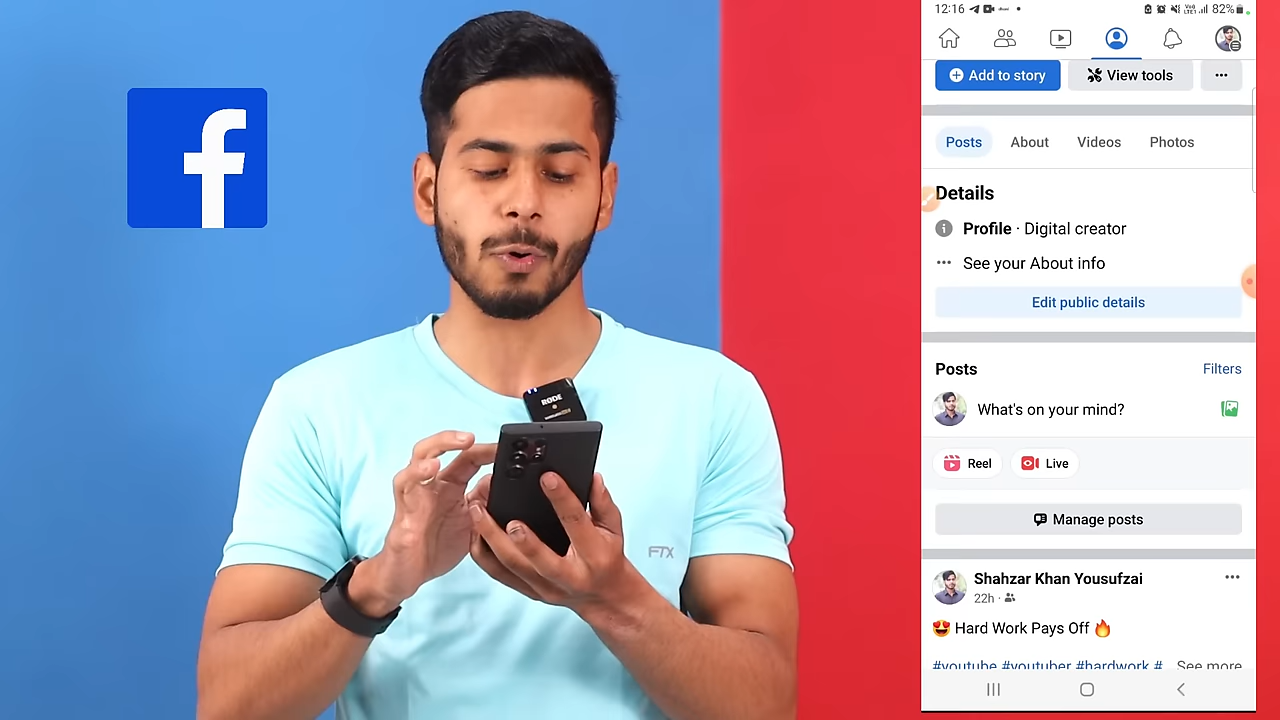 f
RØDE
FTX
12:16
82%
Add to story
View tools
Posts
About
Videos
Photos
Details
Profile · Digital creator
See your About info
Edit public details
Posts
Filters
What's on your mind?
Reel
Live
Manage posts
Shahzar Khan Yousufzai
22h ·
😍 Hard Work Pays Off 🔥
#youtube #youtuber #hardwork # See more